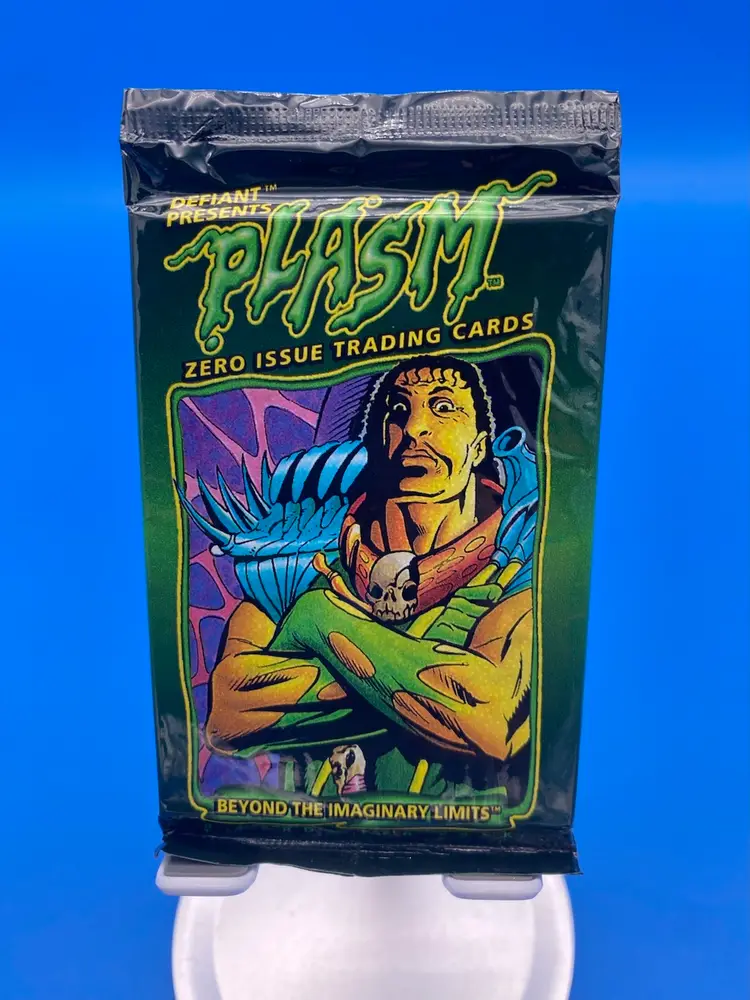 DEFIANT™
PRESENTS
PLASM™
ZERO ISSUE TRADING CARDS
BEYOND THE IMAGINARY LIMITS™